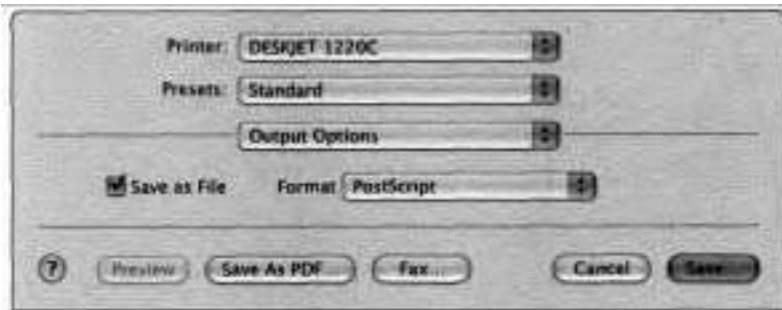 Printer: DESKJET 1220C
Presets: Standard
Output Options
Save as File Format PostScript
? Preview Save As PDF... Fax... Cancel Save...